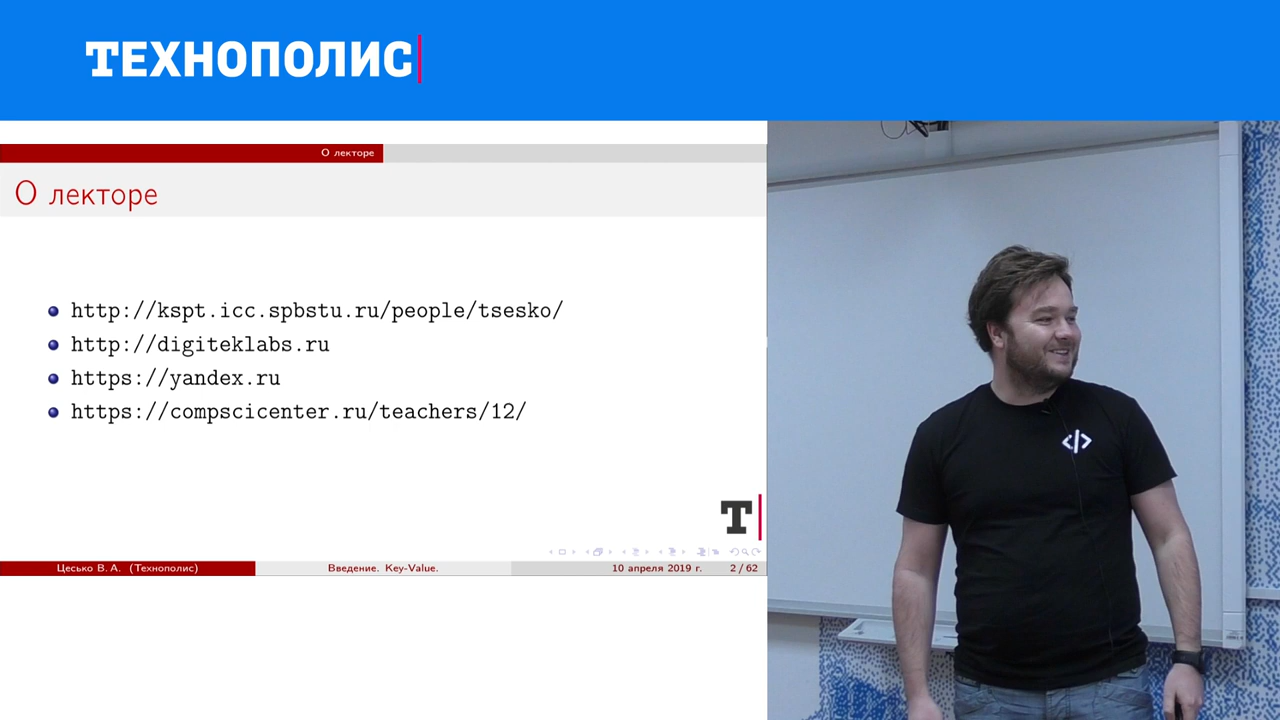 ТЕХНОПОЛИС
О лекторе
О лекторе
http://kspt.icc.spbstu.ru/people/tsesko/
http://digiteklabs.ru
https://yandex.ru
https://compscicenter.ru/teachers/12/
</>
Т
Цесько В. А. (Технополис) Введение. Key-Value. 10 апреля 2019 г. 2 / 62